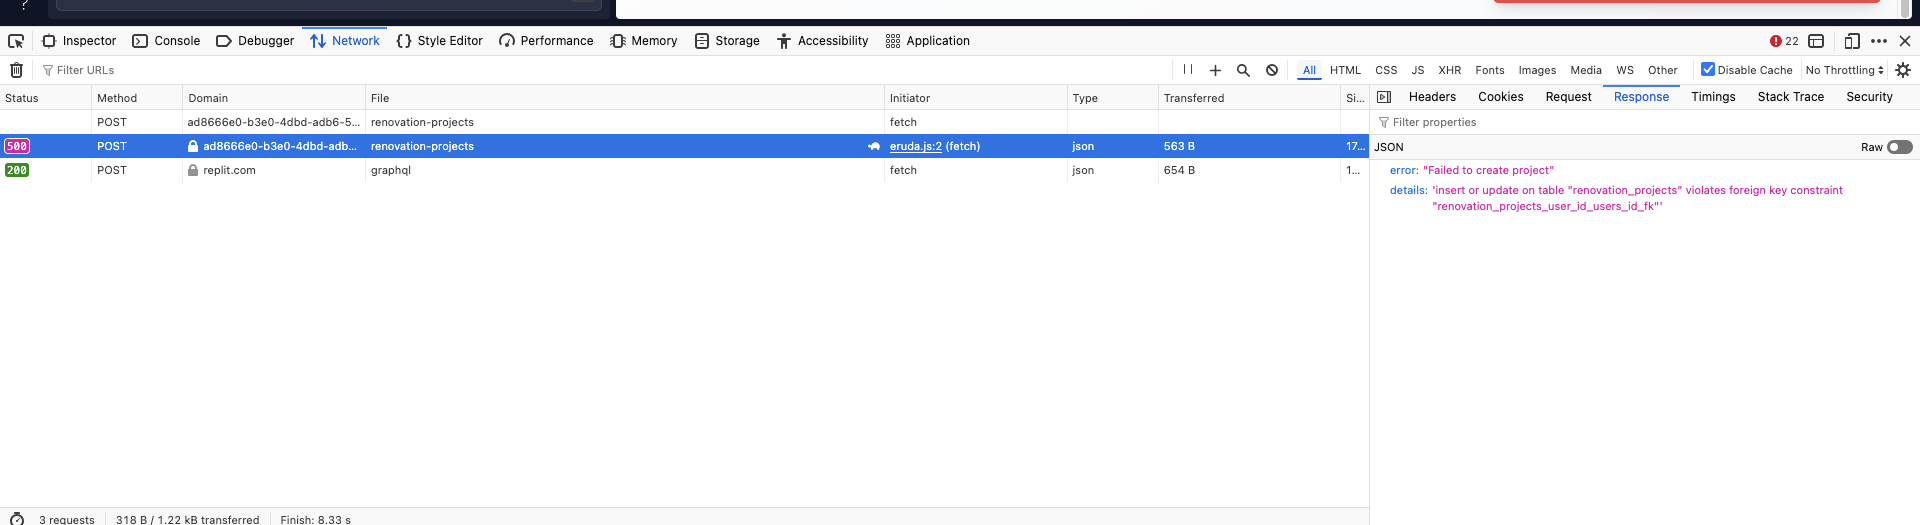 ?
Inspector Console Debugger Network Style Editor Performance Memory Storage Accessibility Application 22
Filter URLs All HTML CSS JS XHR Fonts Images Media WS Other Disable Cache No Throttling
Status Method Domain File Initiator Type Transferred Si... Headers Cookies Request Response Timings Stack Trace Security
POST ad8666e0-b3e0-4dbd-adb6-5... renovation-projects fetch Filter properties
500 POST ad8666e0-b3e0-4dbd-adb... renovation-projects eruda.js:2 (fetch) json 563 B 17... JSON Raw
200 POST replit.com graphql fetch json 654 B 1... error: "Failed to create project"
details: 'insert or update on table "renovation_projects" violates foreign key constraint
"renovation_projects_user_id_users_id_fk"'
3 requests 318 B / 1.22 kB transferred Finish: 8.33 s